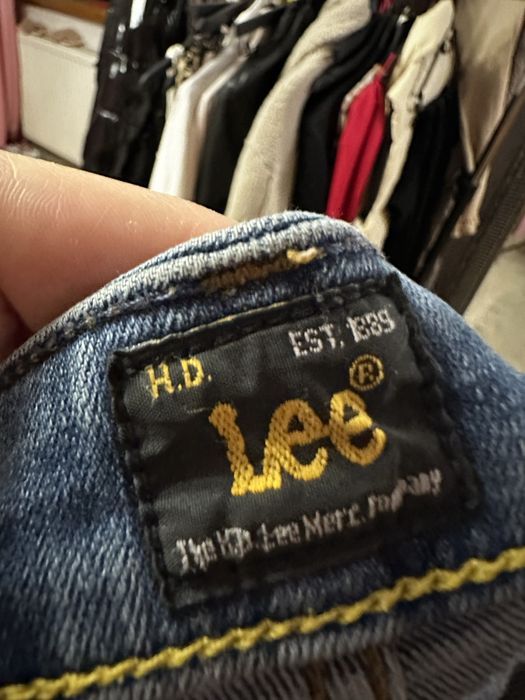 H.D. EST. 1889
Lee®
The H.D. Lee Merc. Company